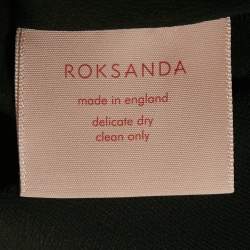 ROKSANDA
made in england
delicate dry
clean only